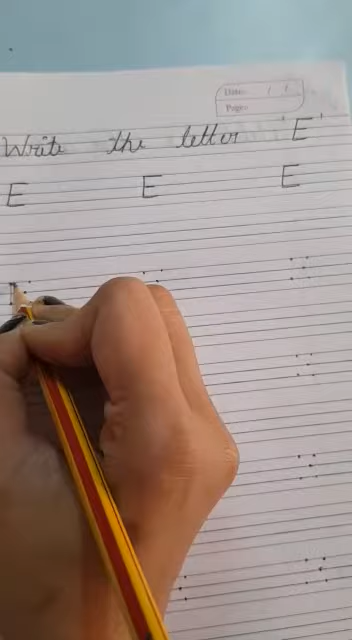 Date: / /
Page:
Write the letter 'E'
E E E